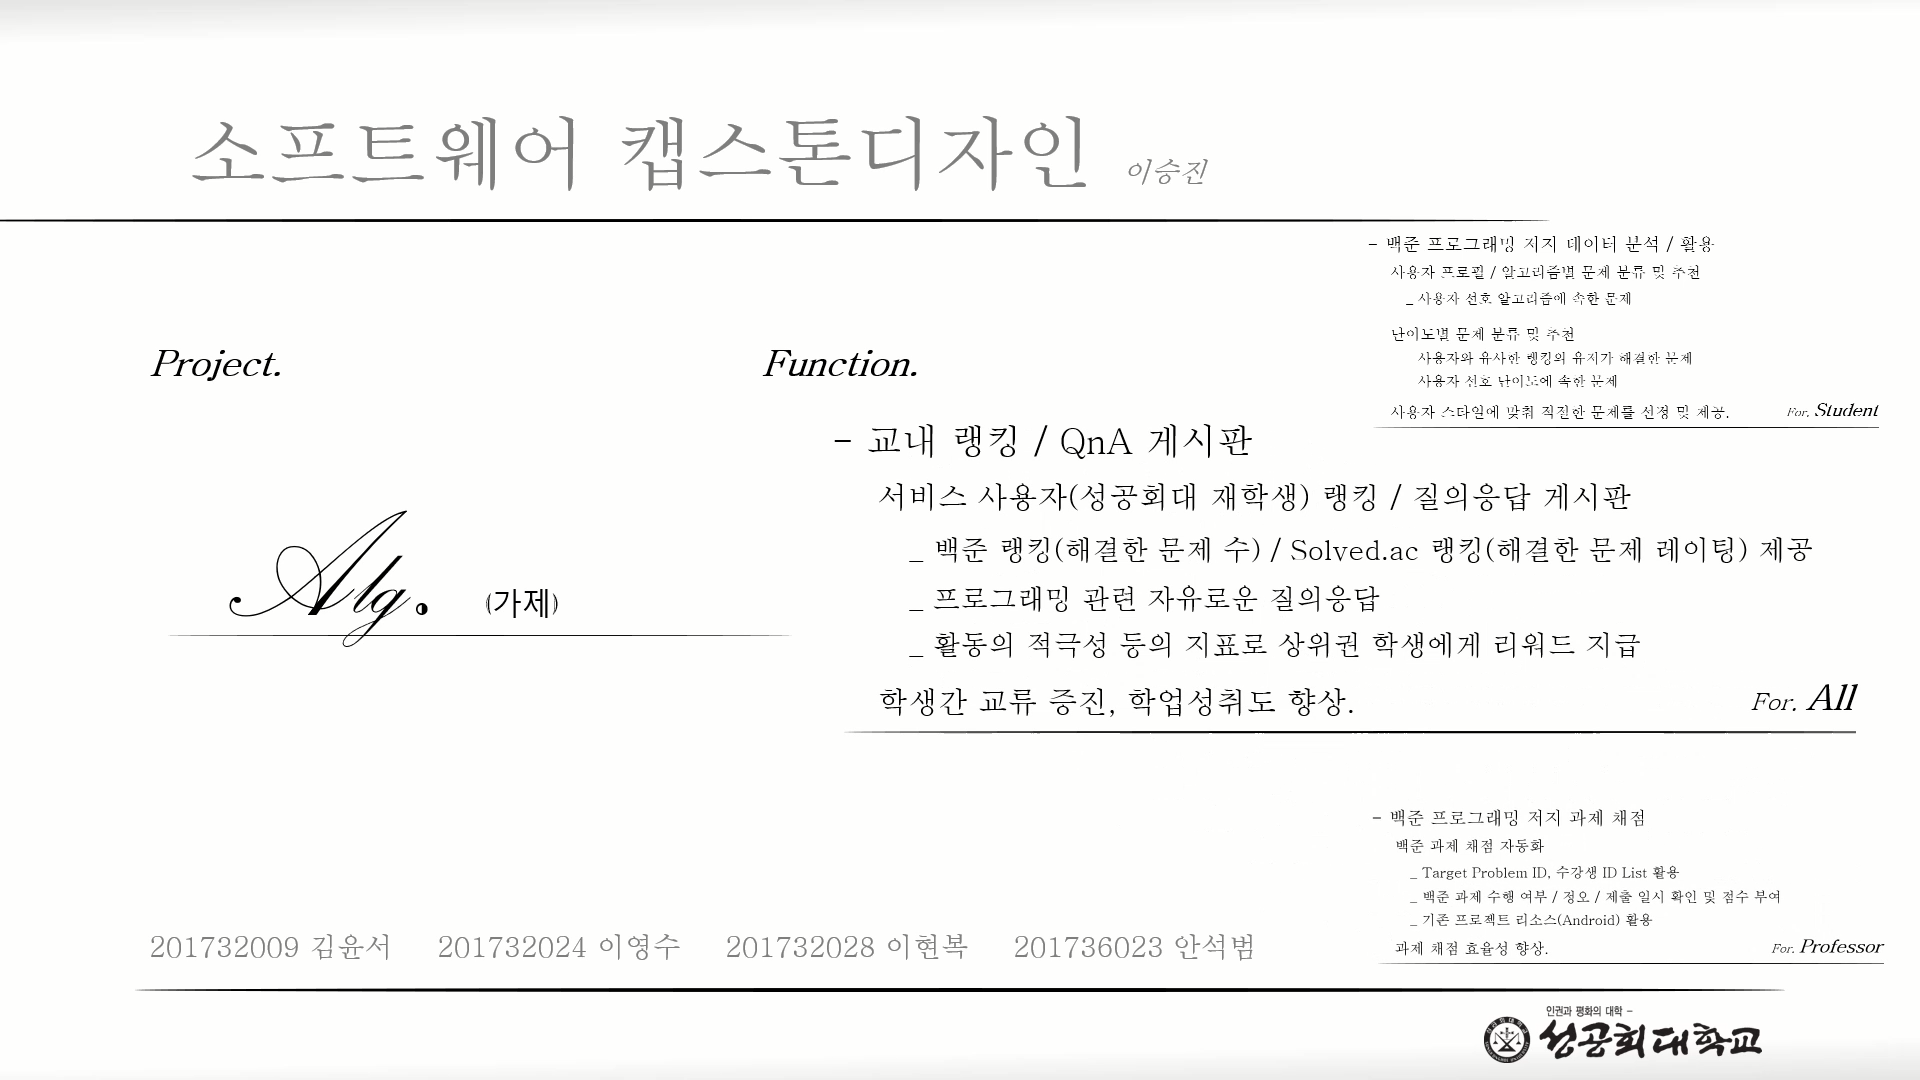 소프트웨어 캡스톤디자인 이승진
Project.
Alg. (가제)
Function.
- 백준 프로그래밍 저지 데이터 분석 / 활용
사용자 프로필 / 알고리즘별 문제 분류 및 추천
_ 사용자 선호 알고리즘에 속한 문제
난이도별 문제 분류 및 추천
사용자와 유사한 랭킹의 유저가 해결한 문제
사용자 선호 난이도에 속한 문제
사용자 스타일에 맞춰 적절한 문제를 선정 및 제공.
For. Student
- 교내 랭킹 / QnA 게시판
서비스 사용자(성공회대 재학생) 랭킹 / 질의응답 게시판
_ 백준 랭킹(해결한 문제 수) / Solved.ac 랭킹(해결한 문제 레이팅) 제공
_ 프로그래밍 관련 자유로운 질의응답
_ 활동의 적극성 등의 지표로 상위권 학생에게 리워드 지급
학생간 교류 증진, 학업성취도 향상.
For. All
- 백준 프로그래밍 저지 과제 채점
백준 과제 채점 자동화
_ Target Problem ID, 수강생 ID List 활용
_ 백준 과제 수행 여부 / 정오 / 제출 일시 확인 및 점수 부여
_ 기존 프로젝트 리소스(Android) 활용
과제 채점 효율성 향상.
For. Professor
201732009 김윤서 201732024 이영수 201732028 이현복 201736023 안석범
인권과 평화의 대학 -
성공회대학교